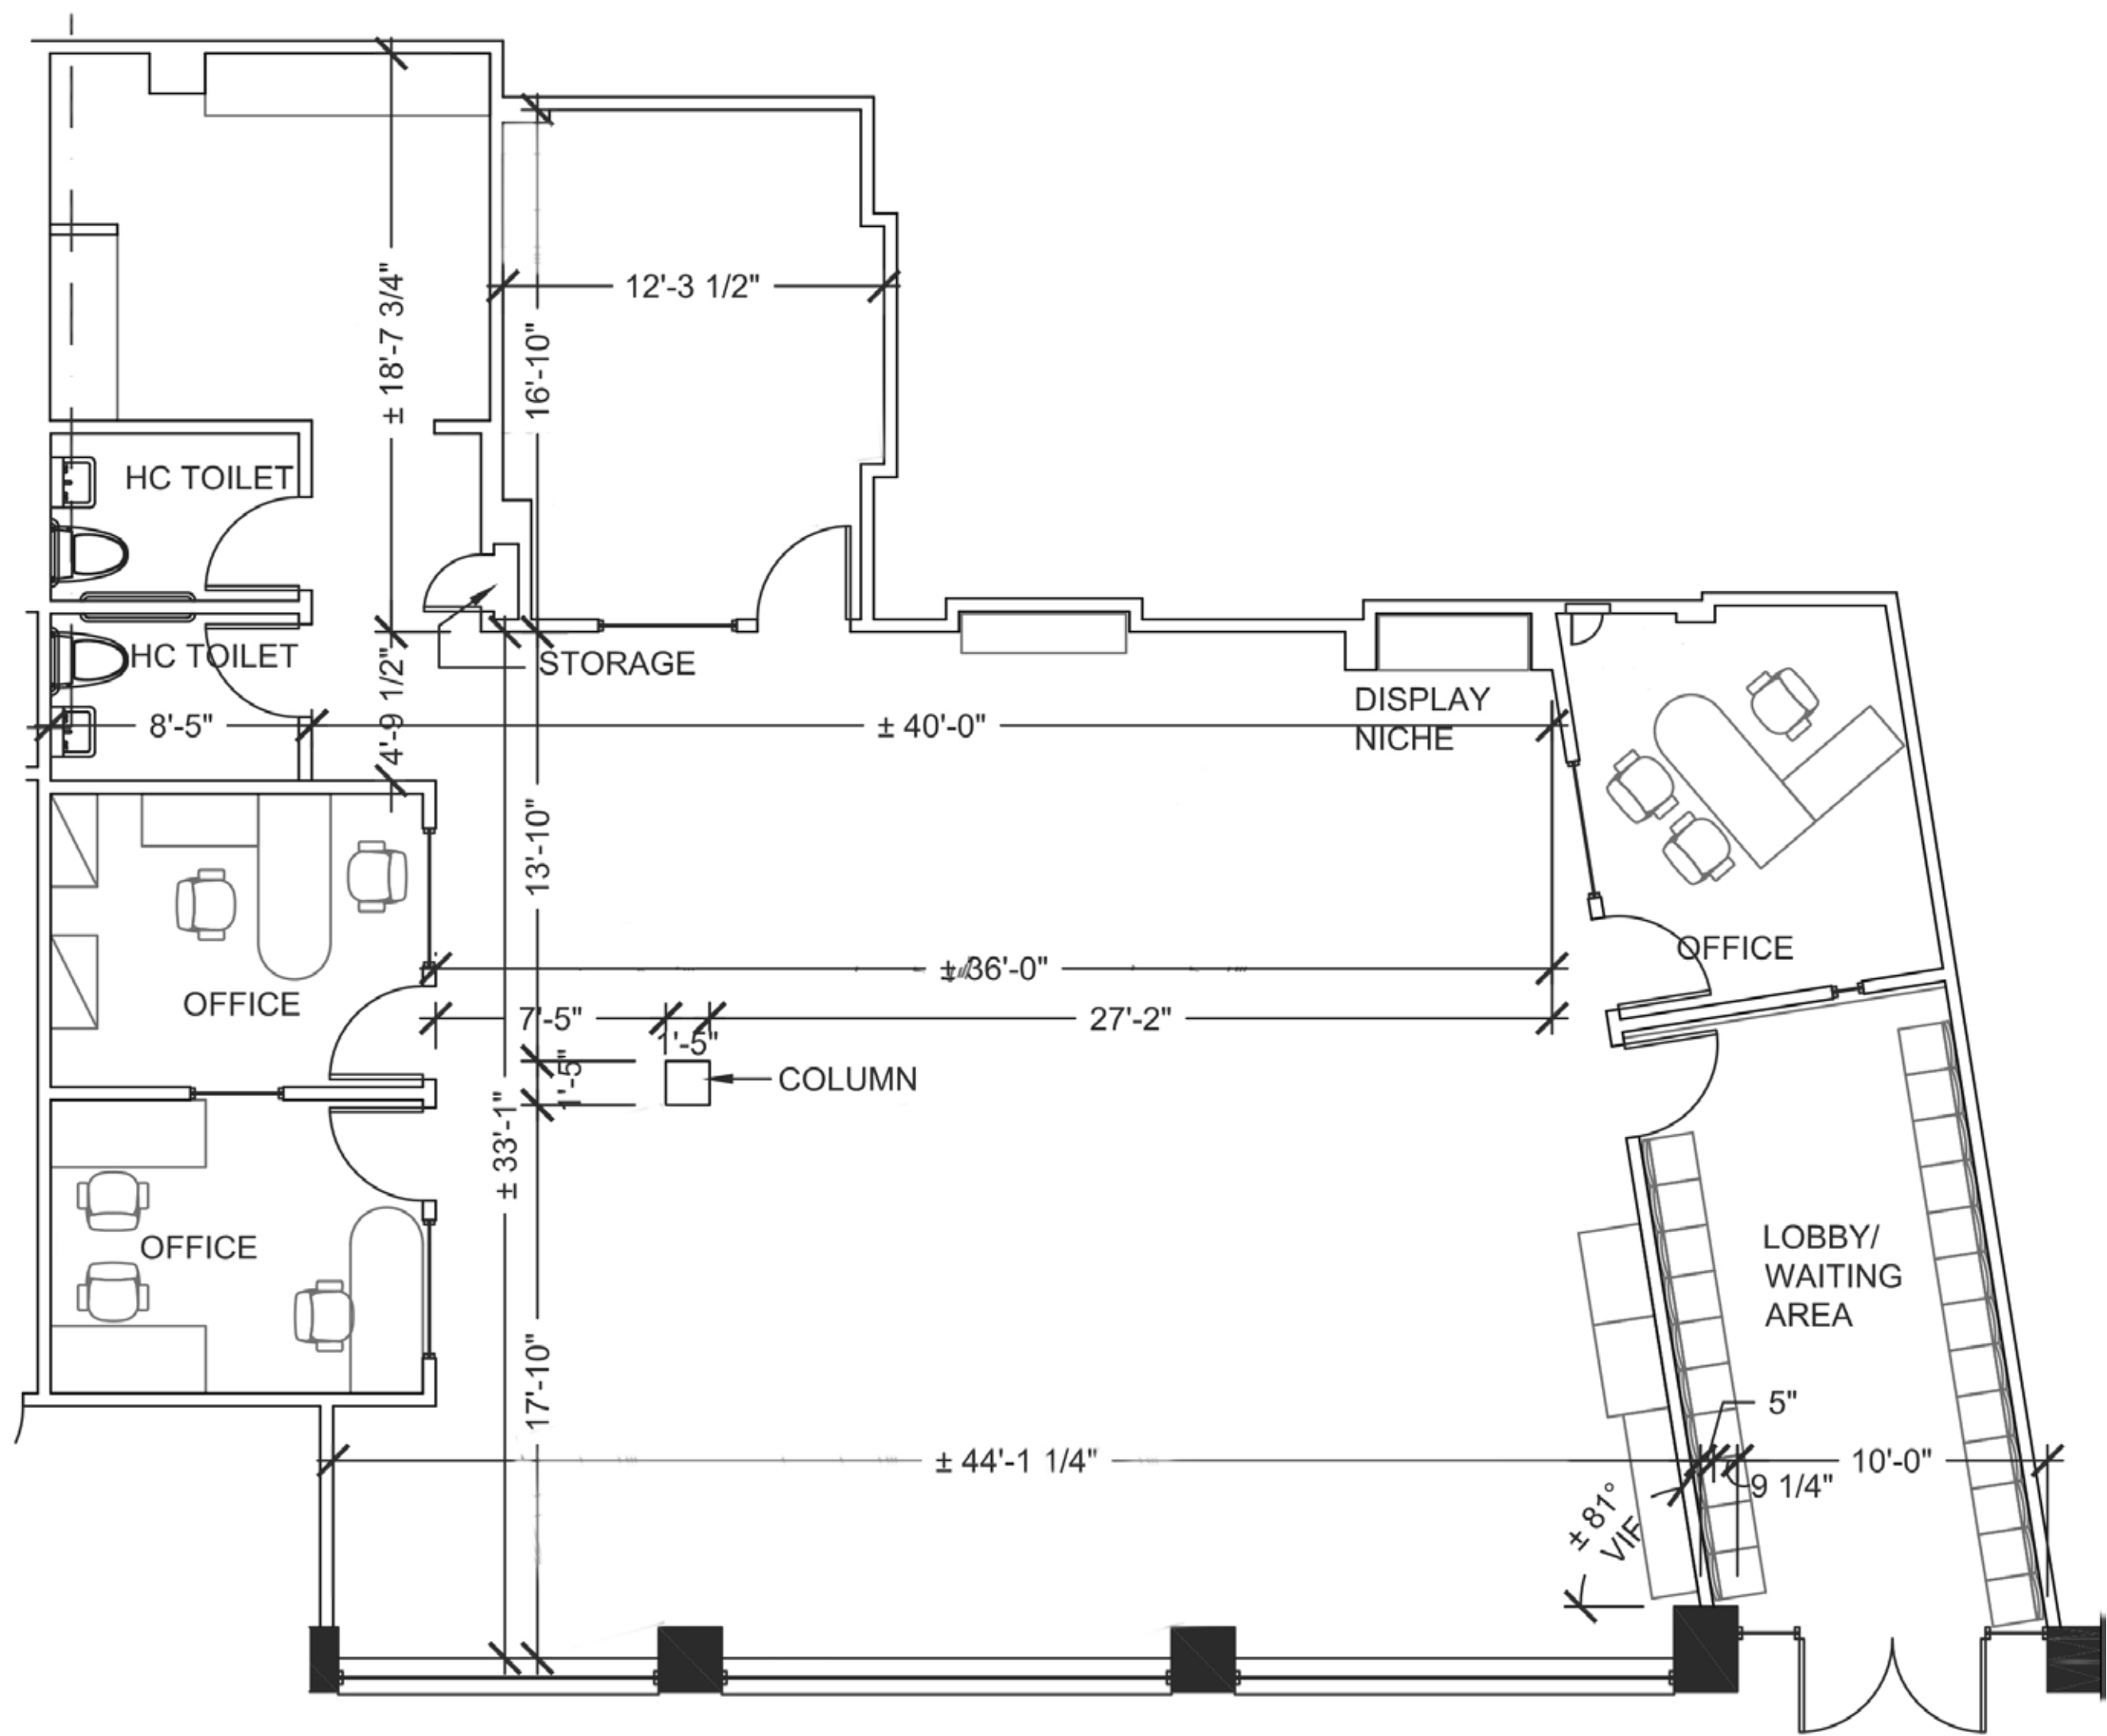 12'-3 1/2"
± 18'-7 3/4"
16'-10"
HC TOILET
HC TOILET
STORAGE
4'-9 1/2"
8'-5"
± 40'-0"
DISPLAY
NICHE
13'-10"
± 36'-0"
OFFICE
OFFICE
7'-5"
1'-5"
27'-2"
1'-5"
COLUMN
± 33'-1"
OFFICE
LOBBY/
WAITING
AREA
17'-10"
5"
± 44'-1 1/4"
10'-0"
9 1/4"
± 81°
VIF